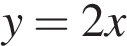 y = 2x